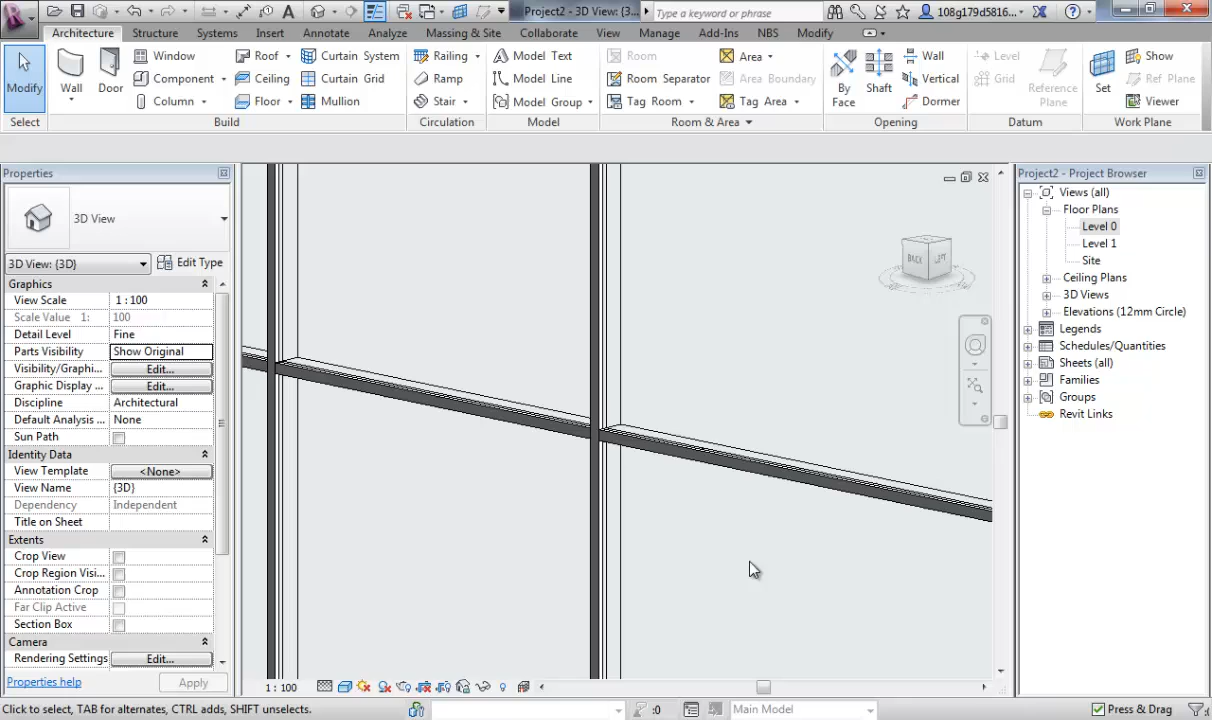 Project2 - 3D View: {3...
Type a keyword or phrase
108g179d5816...
Architecture Structure Systems Insert Annotate Analyze Massing & Site Collaborate View Manage Add-Ins NBS Modify
Modify
Wall
Door
Window
Component
Column
Roof
Ceiling
Floor
Curtain System
Curtain Grid
Mullion
Railing
Ramp
Stair
Model Text
Model Line
Model Group
Room
Room Separator
Tag Room
Area
Area Boundary
Tag Area
By Face
Shaft
Wall
Vertical
Dormer
Level
Grid
Reference Plane
Set
Show
Ref Plane
Viewer
Select Build Circulation Model Room & Area Opening Datum Work Plane
Properties
3D View
3D View: {3D} Edit Type
Graphics
View Scale 1 : 100
Scale Value 1: 100
Detail Level Fine
Parts Visibility Show Original
Visibility/Graphi... Edit...
Graphic Display ... Edit...
Discipline Architectural
Default Analysis ... None
Sun Path
Identity Data
View Template <None>
View Name {3D}
Dependency Independent
Title on Sheet
Extents
Crop View
Crop Region Visi...
Annotation Crop
Far Clip Active
Section Box
Camera
Rendering Settings Edit...
Properties help Apply
BACK LEFT
1 : 100
Project2 - Project Browser
Views (all)
Floor Plans
Level 0
Level 1
Site
Ceiling Plans
3D Views
Elevations (12mm Circle)
Legends
Schedules/Quantities
Sheets (all)
Families
Groups
Revit Links
Click to select, TAB for alternates, CTRL adds, SHIFT unselects. :0 Main Model Press & Drag